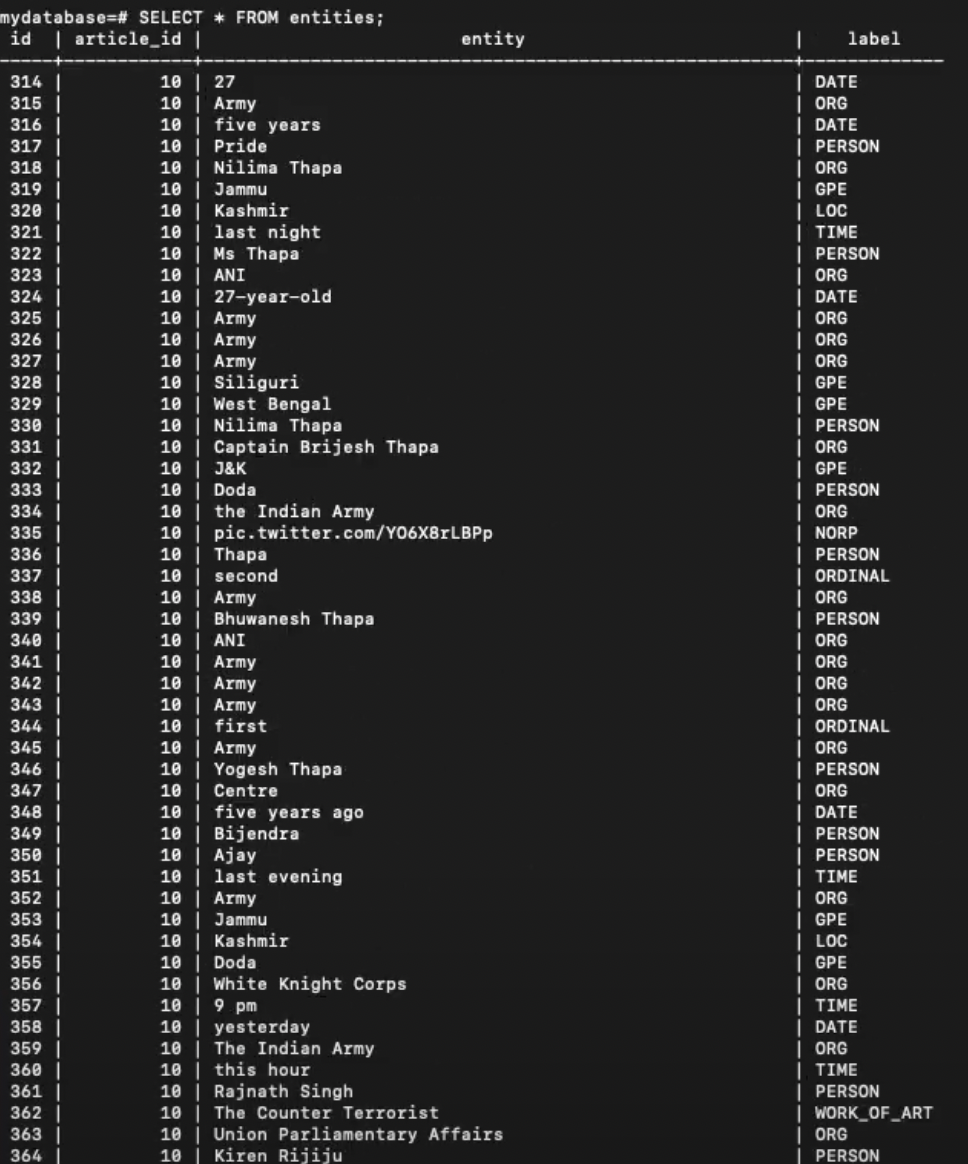 mydatabase=# SELECT * FROM entities;
id | article_id | entity | label
-----+------------+-------------------------------------------------------+-------------
314 | 10 | 27 | DATE
315 | 10 | Army | ORG
316 | 10 | five years | DATE
317 | 10 | Pride | PERSON
318 | 10 | Nilima Thapa | ORG
319 | 10 | Jammu | GPE
320 | 10 | Kashmir | LOC
321 | 10 | last night | TIME
322 | 10 | Ms Thapa | PERSON
323 | 10 | ANI | ORG
324 | 10 | 27-year-old | DATE
325 | 10 | Army | ORG
326 | 10 | Army | ORG
327 | 10 | Army | ORG
328 | 10 | Siliguri | GPE
329 | 10 | West Bengal | GPE
330 | 10 | Nilima Thapa | PERSON
331 | 10 | Captain Brijesh Thapa | ORG
332 | 10 | J&K | GPE
333 | 10 | Doda | PERSON
334 | 10 | the Indian Army | ORG
335 | 10 | pic.twitter.com/YO6X8rLBPp | NORP
336 | 10 | Thapa | PERSON
337 | 10 | second | ORDINAL
338 | 10 | Army | ORG
339 | 10 | Bhuwanesh Thapa | PERSON
340 | 10 | ANI | ORG
341 | 10 | Army | ORG
342 | 10 | Army | ORG
343 | 10 | Army | ORG
344 | 10 | first | ORDINAL
345 | 10 | Army | ORG
346 | 10 | Yogesh Thapa | PERSON
347 | 10 | Centre | ORG
348 | 10 | five years ago | DATE
349 | 10 | Bijendra | PERSON
350 | 10 | Ajay | PERSON
351 | 10 | last evening | TIME
352 | 10 | Army | ORG
353 | 10 | Jammu | GPE
354 | 10 | Kashmir | LOC
355 | 10 | Doda | GPE
356 | 10 | White Knight Corps | ORG
357 | 10 | 9 pm | TIME
358 | 10 | yesterday | DATE
359 | 10 | The Indian Army | ORG
360 | 10 | this hour | TIME
361 | 10 | Rajnath Singh | PERSON
362 | 10 | The Counter Terrorist | WORK_OF_ART
363 | 10 | Union Parliamentary Affairs | ORG
364 | 10 | Kiren Rijiju | PERSON